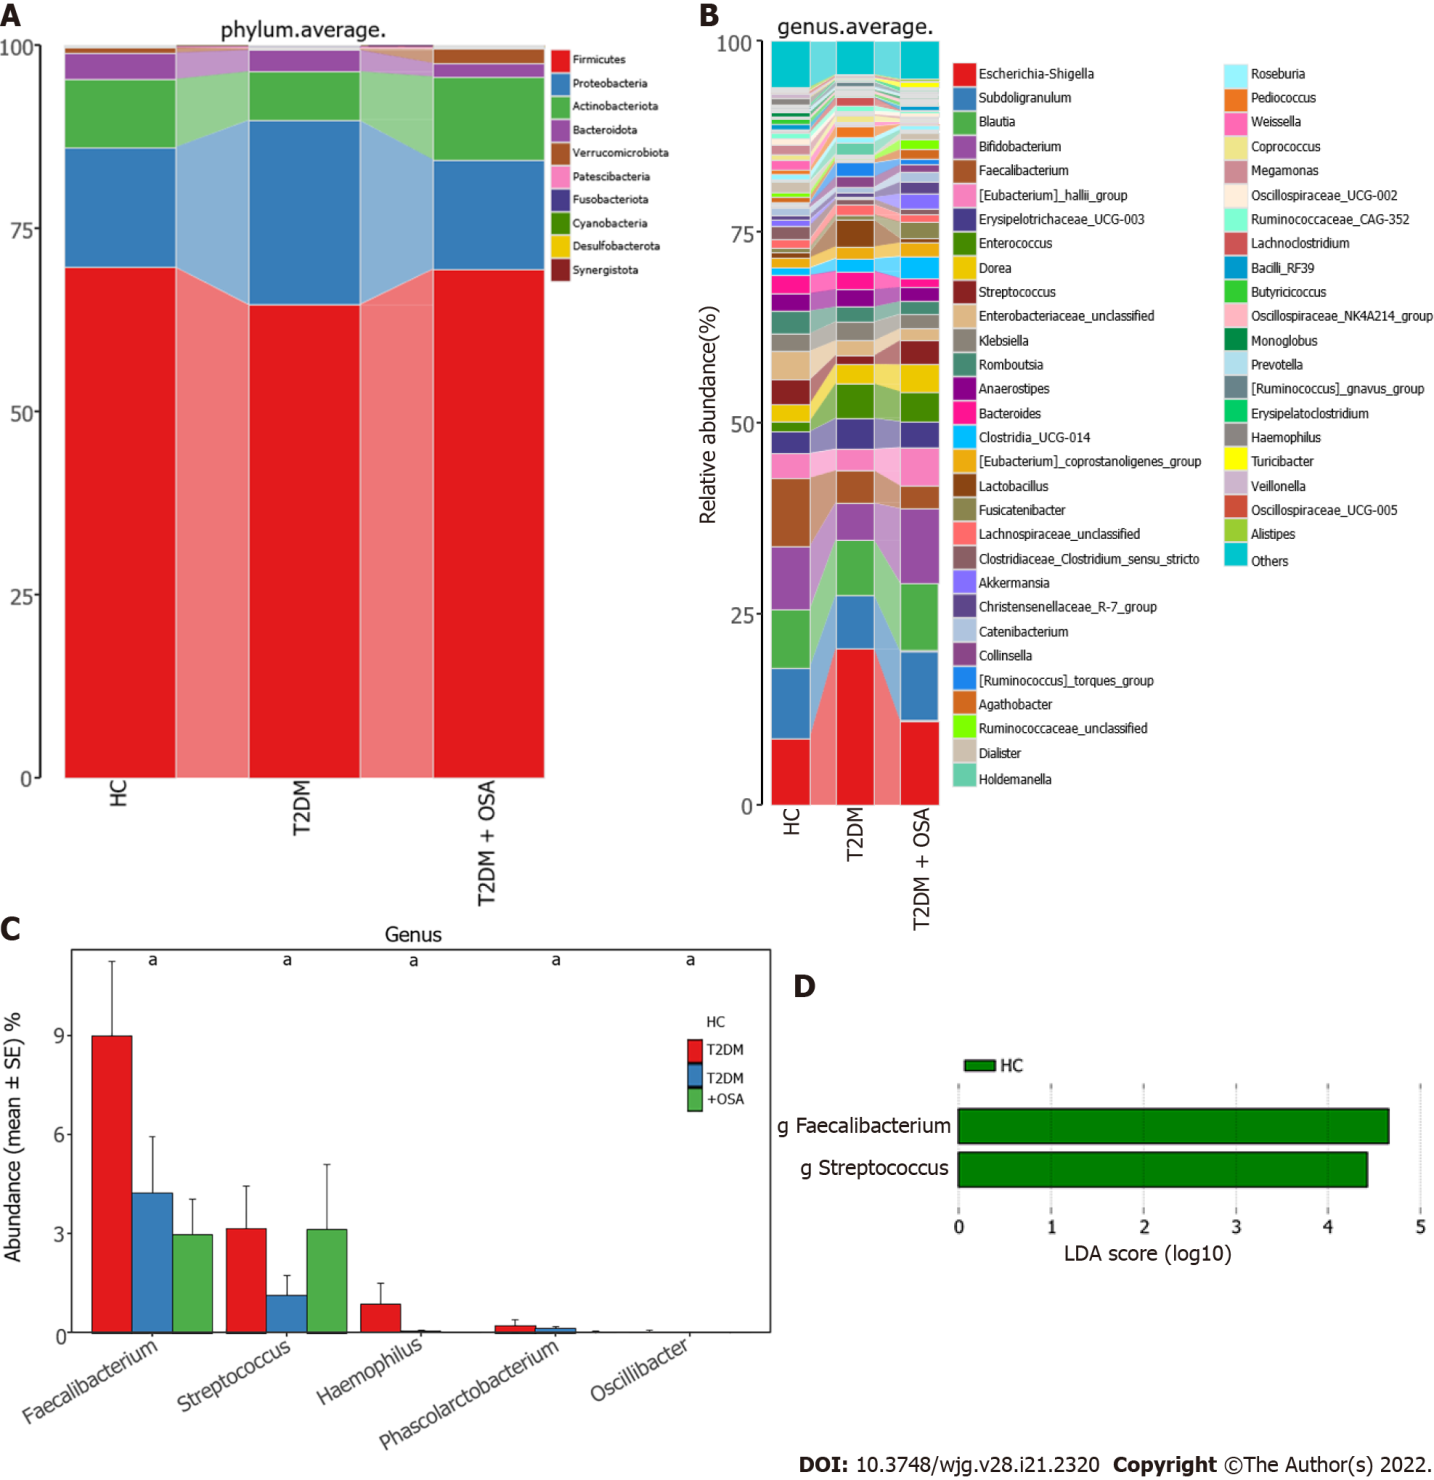 A
phylum.average.
100
75
50
25
0
HC
T2DM
T2DM + OSA
Firmicutes
Proteobacteria
Actinobacteriota
Bacteroidota
Verrucomicrobiota
Patescibacteria
Fusobacteriota
Cyanobacteria
Desulfobacterota
Synergistota
B
genus.average.
Relative abundance(%)
100
75
50
25
0
HC
T2DM
T2DM + OSA
Escherichia-Shigella
Subdoligranulum
Blautia
Bifidobacterium
Faecalibacterium
[Eubacterium]_hallii_group
Erysipelotrichaceae_UCG-003
Enterococcus
Dorea
Streptococcus
Enterobacteriaceae_unclassified
Klebsiella
Romboutsia
Anaerostipes
Bacteroides
Clostridia_UCG-014
[Eubacterium]_coprostanoligenes_group
Lactobacillus
Fusicatenibacter
Lachnospiraceae_unclassified
Clostridiaceae_Clostridium_sensu_stricto
Akkermansia
Christensenellaceae_R-7_group
Catenibacterium
Collinsella
[Ruminococcus]_torques_group
Agathobacter
Ruminococcaceae_unclassified
Dialister
Holdemanella
Roseburia
Pediococcus
Weissella
Coprococcus
Megamonas
Oscillospiraceae_UCG-002
Ruminococcaceae_CAG-352
Lachnoclostridium
Bacilli_RF39
Butyricicoccus
Oscillospiraceae_NK4A214_group
Monoglobus
Prevotella
[Ruminococcus]_gnavus_group
Erysipelatoclostridium
Haemophilus
Turicibacter
Veillonella
Oscillospiraceae_UCG-005
Alistipes
Others
C
Genus
a a a a a
Abundance (mean ± SE) %
9
6
3
0
HC
T2DM
T2DM
+OSA
Faecalibacterium
Streptococcus
Haemophilus
Phascolarctobacterium
Oscillibacter
D
HC
g Faecalibacterium
g Streptococcus
0 1 2 3 4 5
LDA score (log10)
DOI: 10.3748/wjg.v28.i21.2320 Copyright ©The Author(s) 2022.